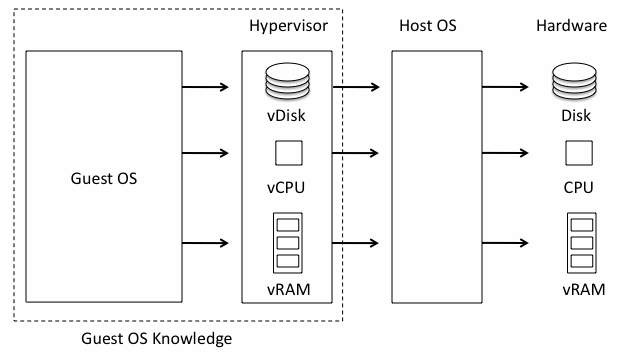 Hypervisor
Host OS
Hardware
Guest OS
vDisk
vCPU
vRAM
Disk
CPU
vRAM
Guest OS Knowledge